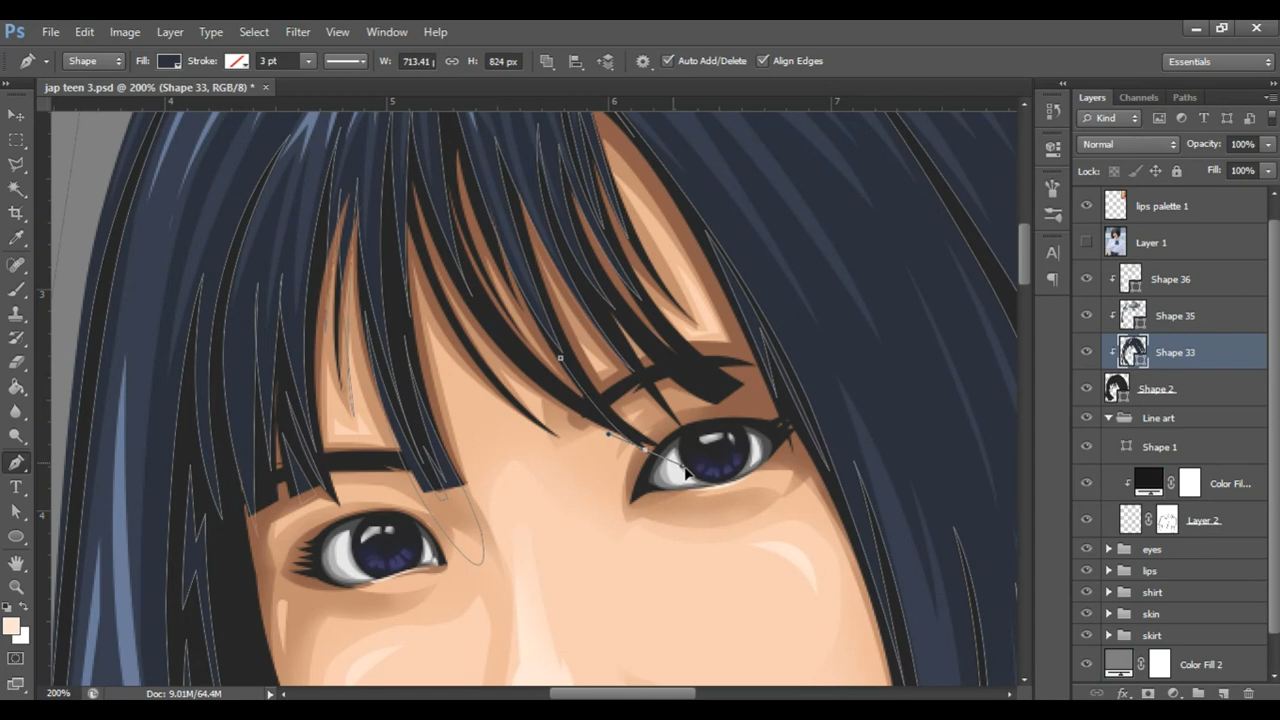 Ps File Edit Image Layer Type Select Filter View Window Help
Shape Fill: Stroke: 3 pt W: 713.41 H: 824 px Auto Add/Delete Align Edges Essentials
jap teen 3.psd @ 200% (Shape 33, RGB/8) * ×
4 5 6 7
3
4
Layers Channels Paths
Kind
Normal Opacity: 100%
Lock: Fill: 100%
lips palette 1
Layer 1
Shape 36
Shape 35
Shape 33
Shape 2
Line art
Shape 1
Color Fil...
Layer 2
eyes
lips
shirt
skin
skirt
Color Fill 2
200% Doc: 9.01M/64.4M